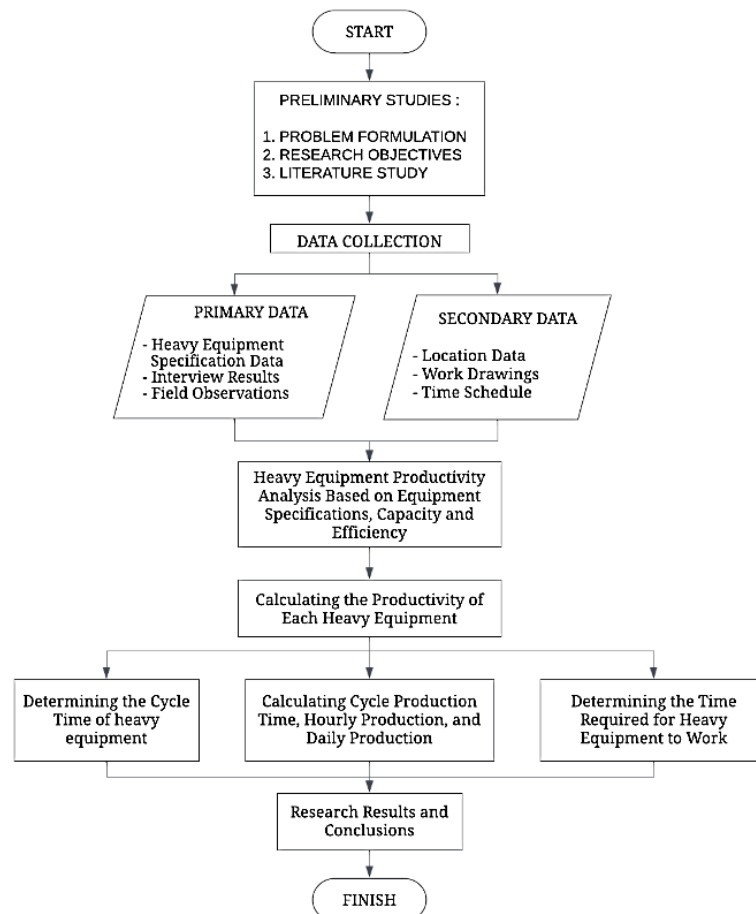 START
PRELIMINARY STUDIES :
1. PROBLEM FORMULATION
2. RESEARCH OBJECTIVES
3. LITERATURE STUDY
DATA COLLECTION
PRIMARY DATA
- Heavy Equipment
Specification Data
- Interview Results
- Field Observations
SECONDARY DATA
- Location Data
- Work Drawings
- Time Schedule
Heavy Equipment Productivity
Analysis Based on Equipment
Specifications, Capacity and
Efficiency
Calculating the Productivity of
Each Heavy Equipment
Determining the Cycle
Time of heavy
equipment
Calculating Cycle Production
Time, Hourly Production, and
Daily Production
Determining the Time
Required for Heavy
Equipment to Work
Research Results and
Conclusions
FINISH